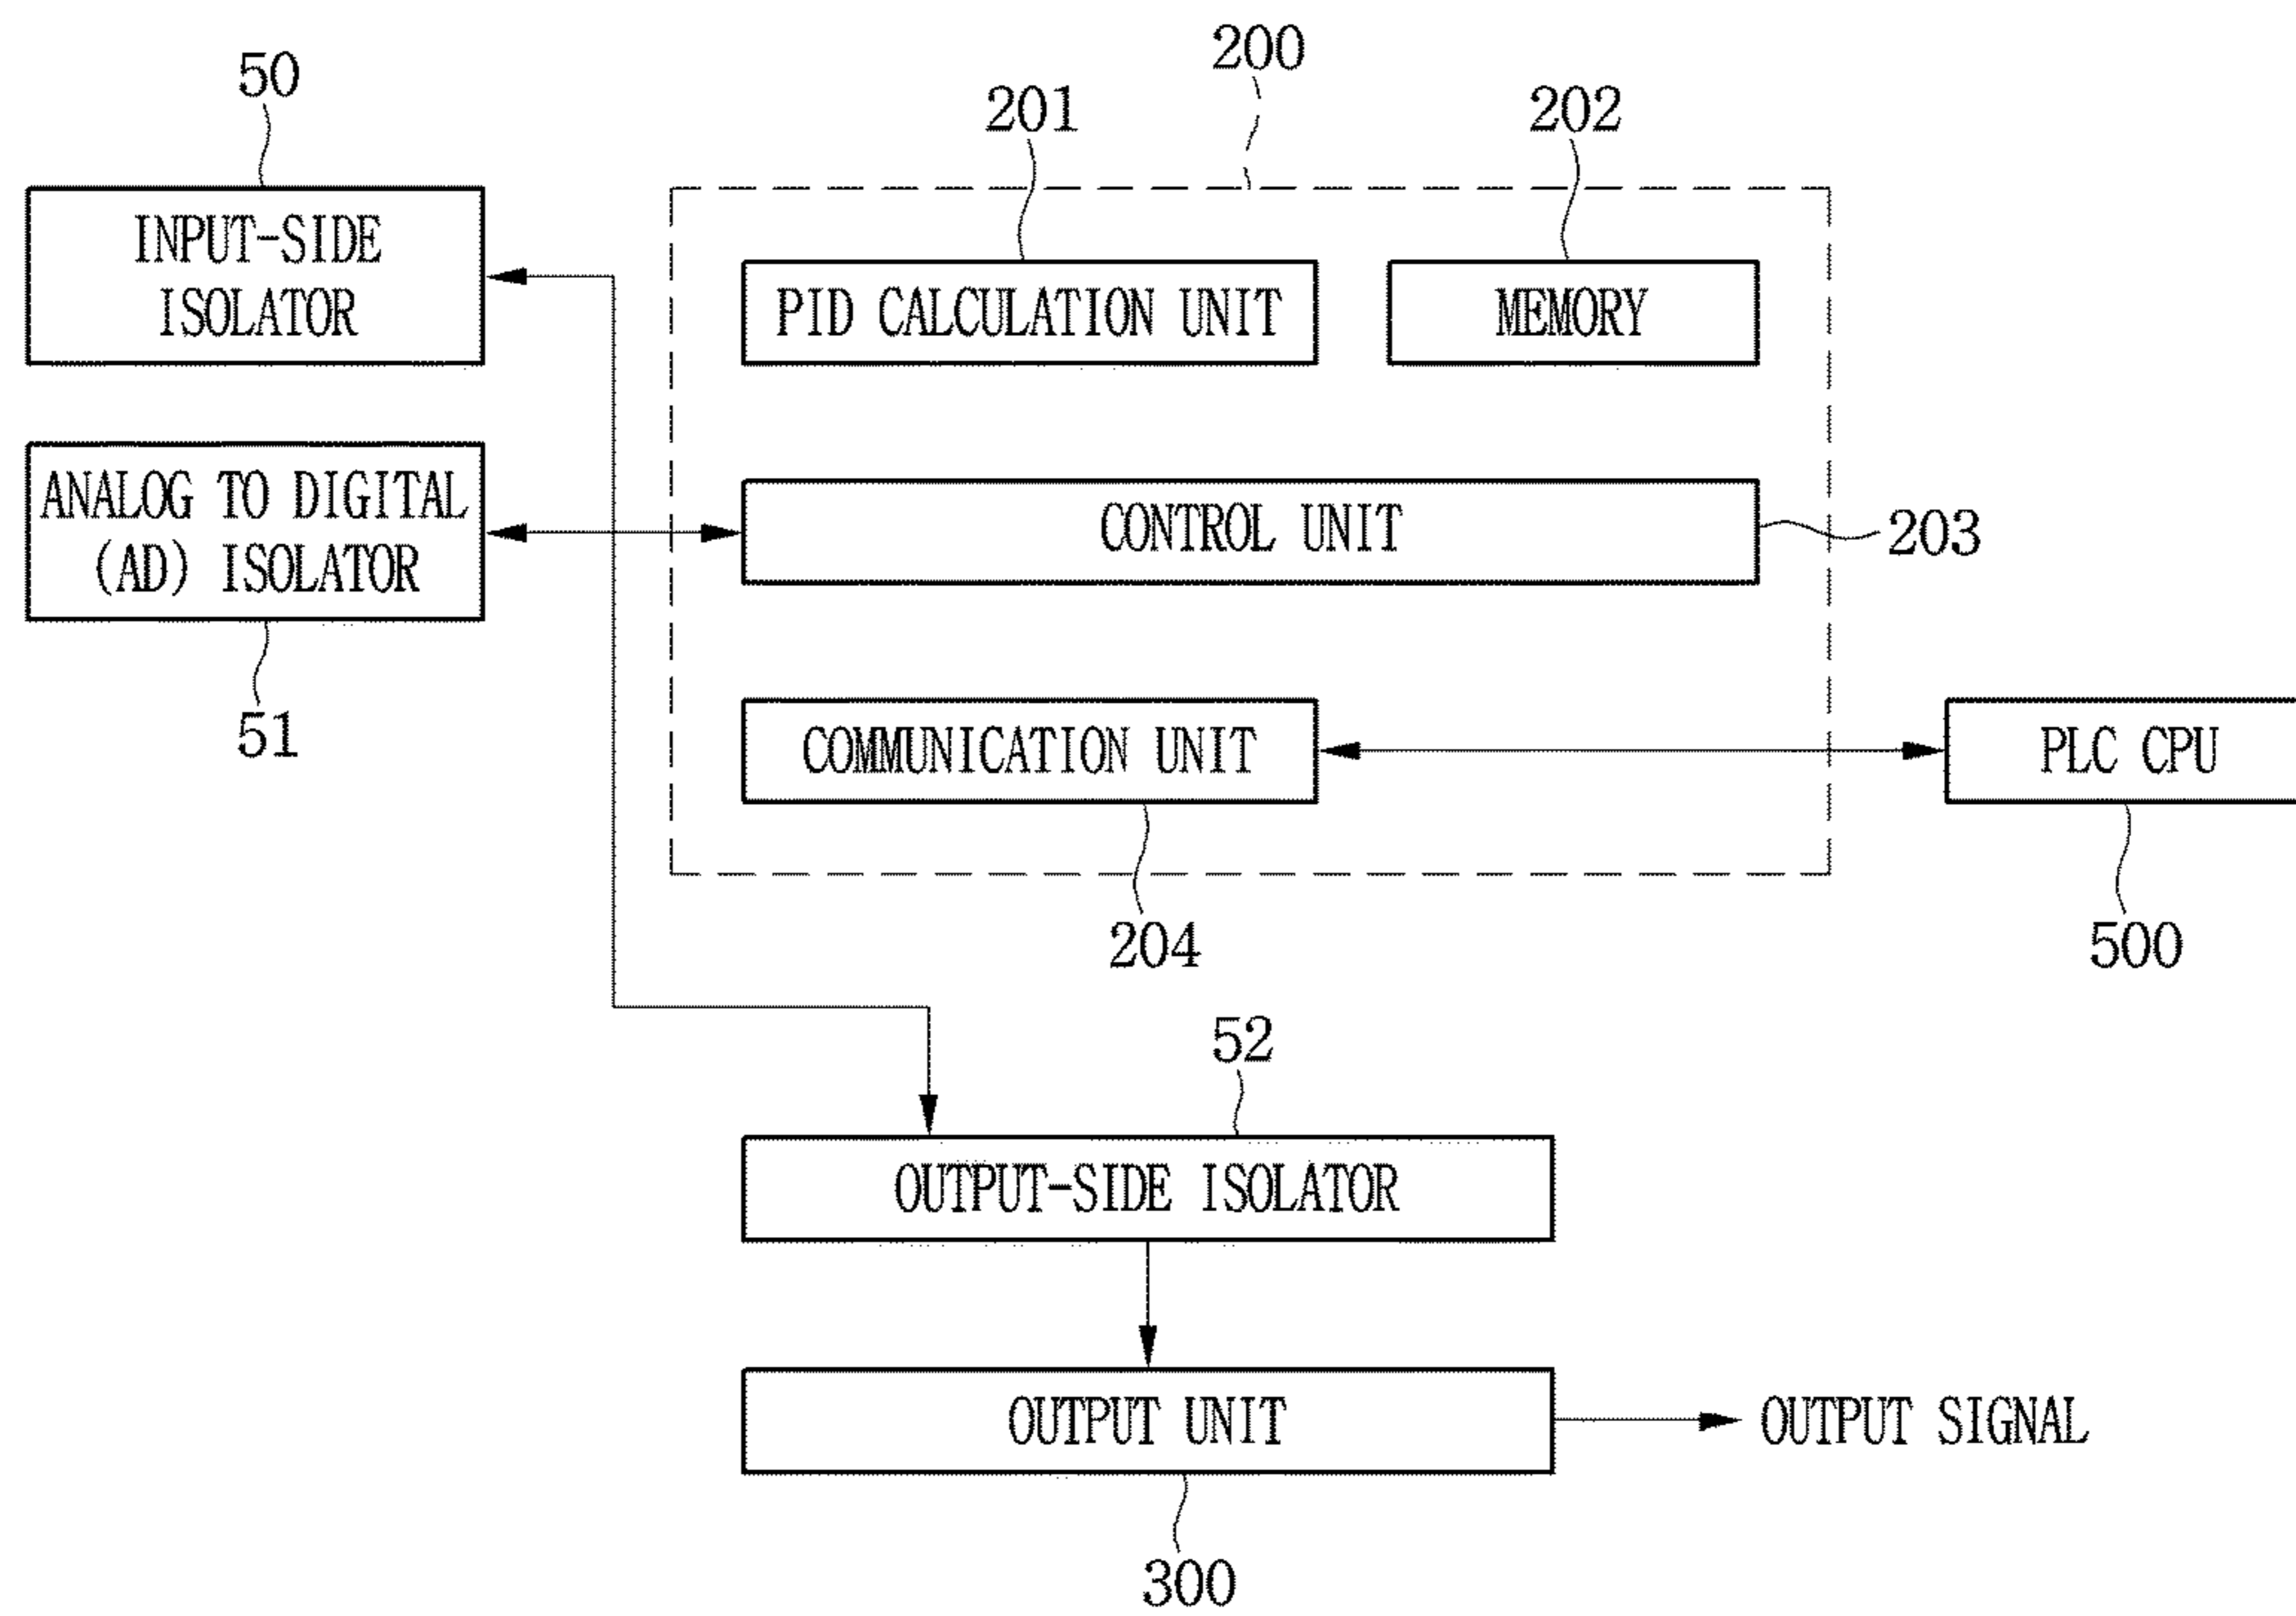 200
50
201
202
INPUT-SIDE
ISOLATOR
PID CALCULATION UNIT
MEMORY
ANALOG TO DIGITAL
(AD) ISOLATOR
CONTROL UNIT
203
51
COMMUNICATION UNIT
PLC CPU
204
500
52
OUTPUT-SIDE ISOLATOR
OUTPUT UNIT
OUTPUT SIGNAL
300